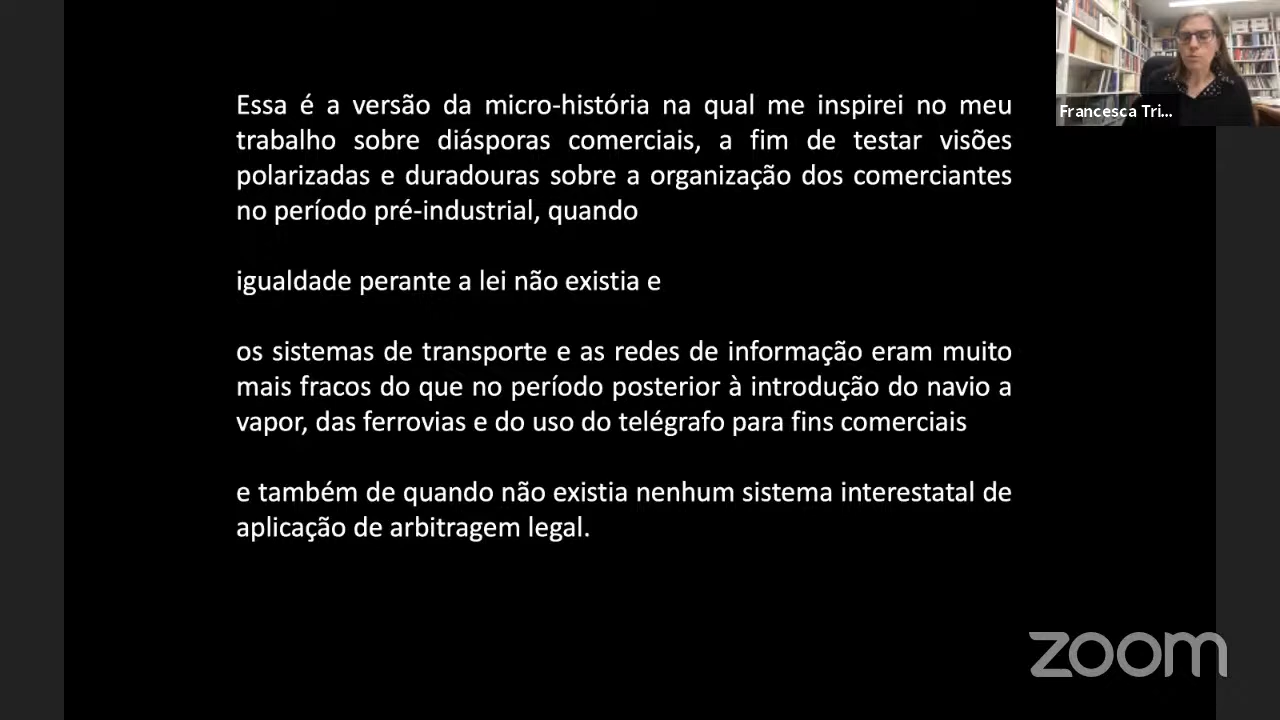 Essa é a versão da micro-história na qual me inspirei no meu
trabalho sobre diásporas comerciais, a fim de testar visões
polarizadas e duradouras sobre a organização dos comerciantes
no período pré-industrial, quando
igualdade perante a lei não existia e
os sistemas de transporte e as redes de informação eram muito
mais fracos do que no período posterior à introdução do navio a
vapor, das ferrovias e do uso do telégrafo para fins comerciais
e também de quando não existia nenhum sistema interestatal de
aplicação de arbitragem legal.
Francesca Tri...
zoom